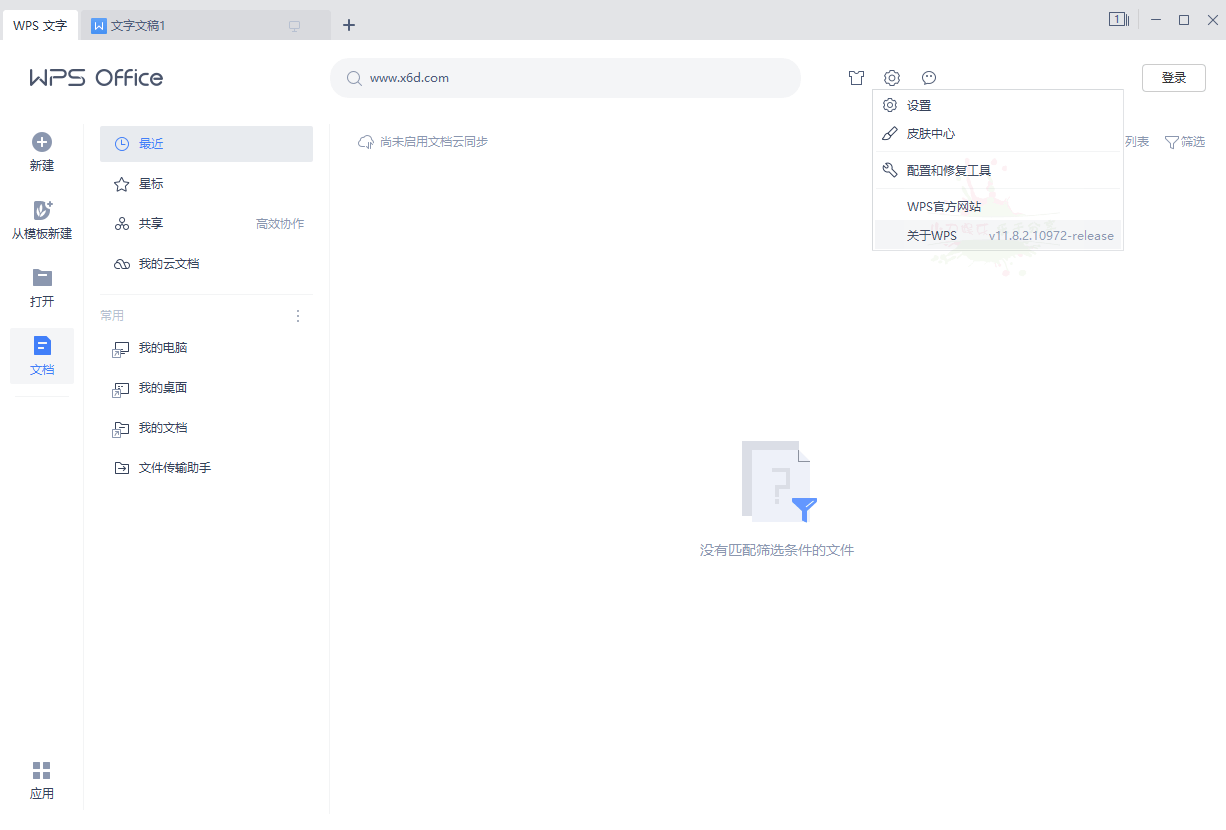 WPS 文字
文字文稿1
1
WPS Office
www.x6d.com
登录
设置
皮肤中心
配置和修复工具
WPS官方网站
关于WPS v11.8.2.10972-release
新建
从模板新建
打开
文档
最近
星标
共享 高效协作
我的云文档
常用
我的电脑
我的桌面
我的文档
文件传输助手
尚未启用文档云同步
列表
筛选
没有匹配筛选条件的文件
应用